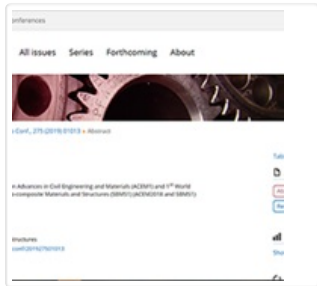 onferences
All issues Series Forthcoming About
Conf., 275 (2019) 01013 » Abstract
n Advances in Civil Engineering and Materials (ACEM1) and 1st World
-composite Materials and Structures (SBMS1) (ACEM2018 and SBMS1)
tructures
conf/201927501013